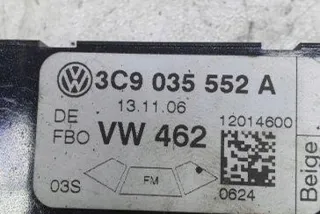 3C9 035 552 A
13.11.06
DE
FBO
VW 462
12014600
03S
FM
0624
Beige